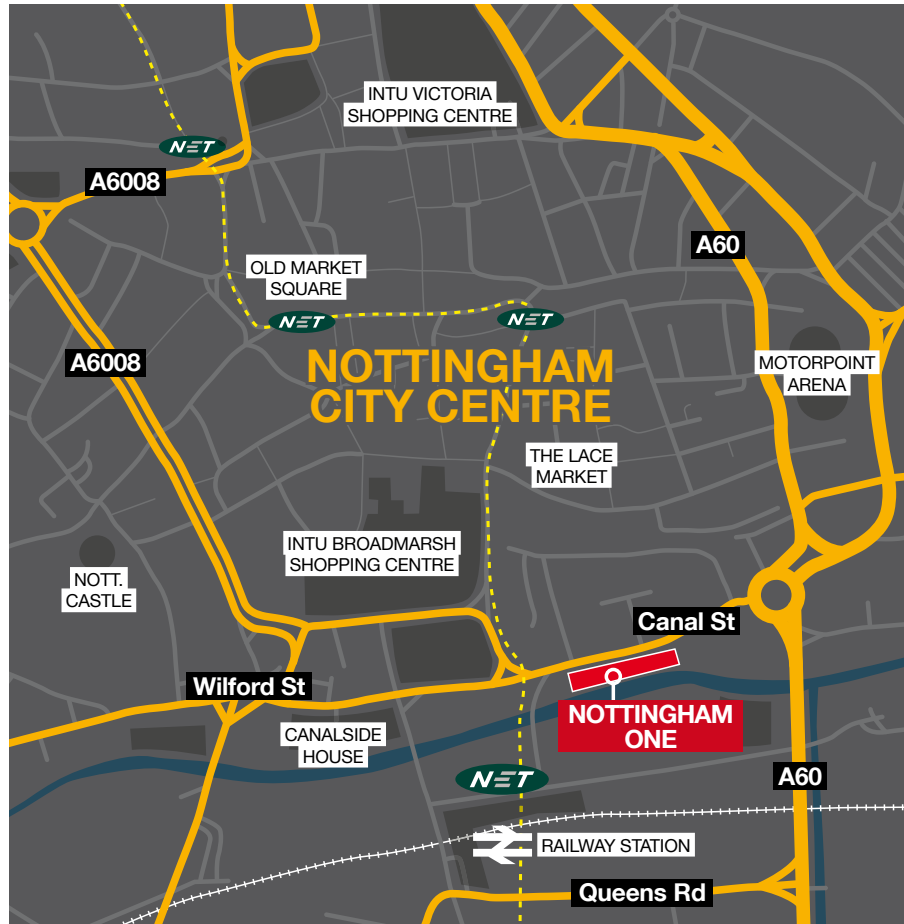 INTU VICTORIA
SHOPPING CENTRE
NET
A6008
A60
OLD MARKET
SQUARE
NET
NET
A6008
NOTTINGHAM
CITY CENTRE
MOTORPOINT
ARENA
THE LACE
MARKET
INTU BROADMARSH
SHOPPING CENTRE
NOTT.
CASTLE
Canal St
Wilford St
NOTTINGHAM
ONE
CANALSIDE
HOUSE
NET
A60
RAILWAY STATION
Queens Rd